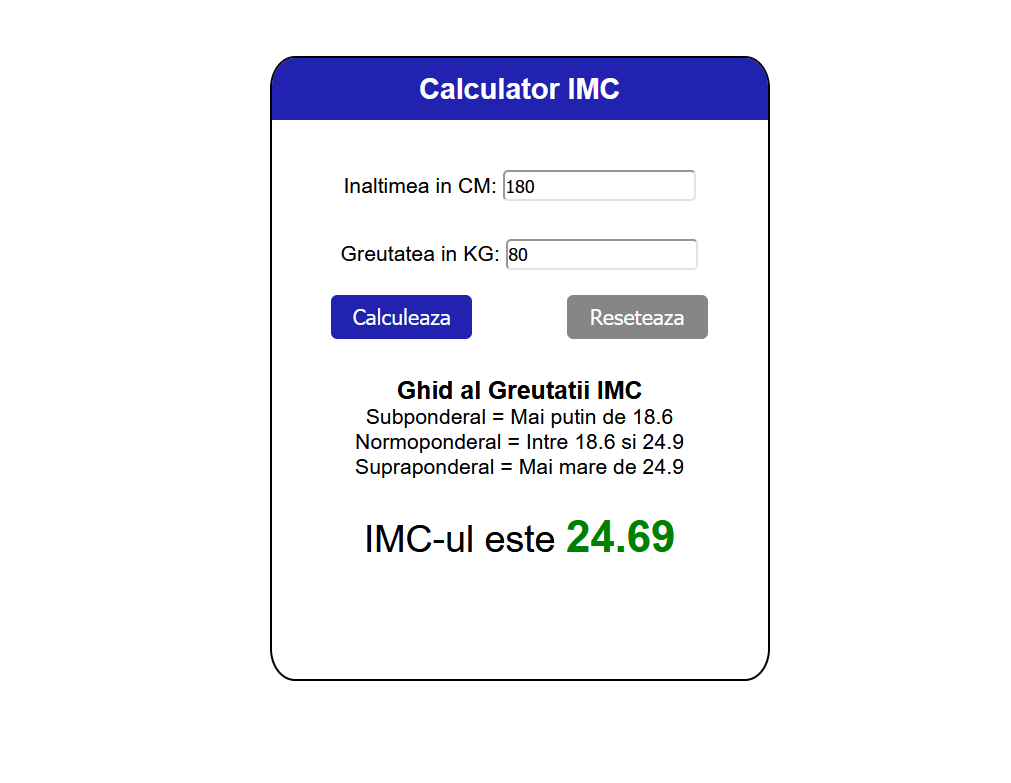 Calculator IMC
Inaltimea in CM: 180
Greutatea in KG: 80
Calculeaza Reseteaza
Ghid al Greutatii IMC
Subponderal = Mai putin de 18.6
Normoponderal = Intre 18.6 si 24.9
Supraponderal = Mai mare de 24.9
IMC-ul este 24.69